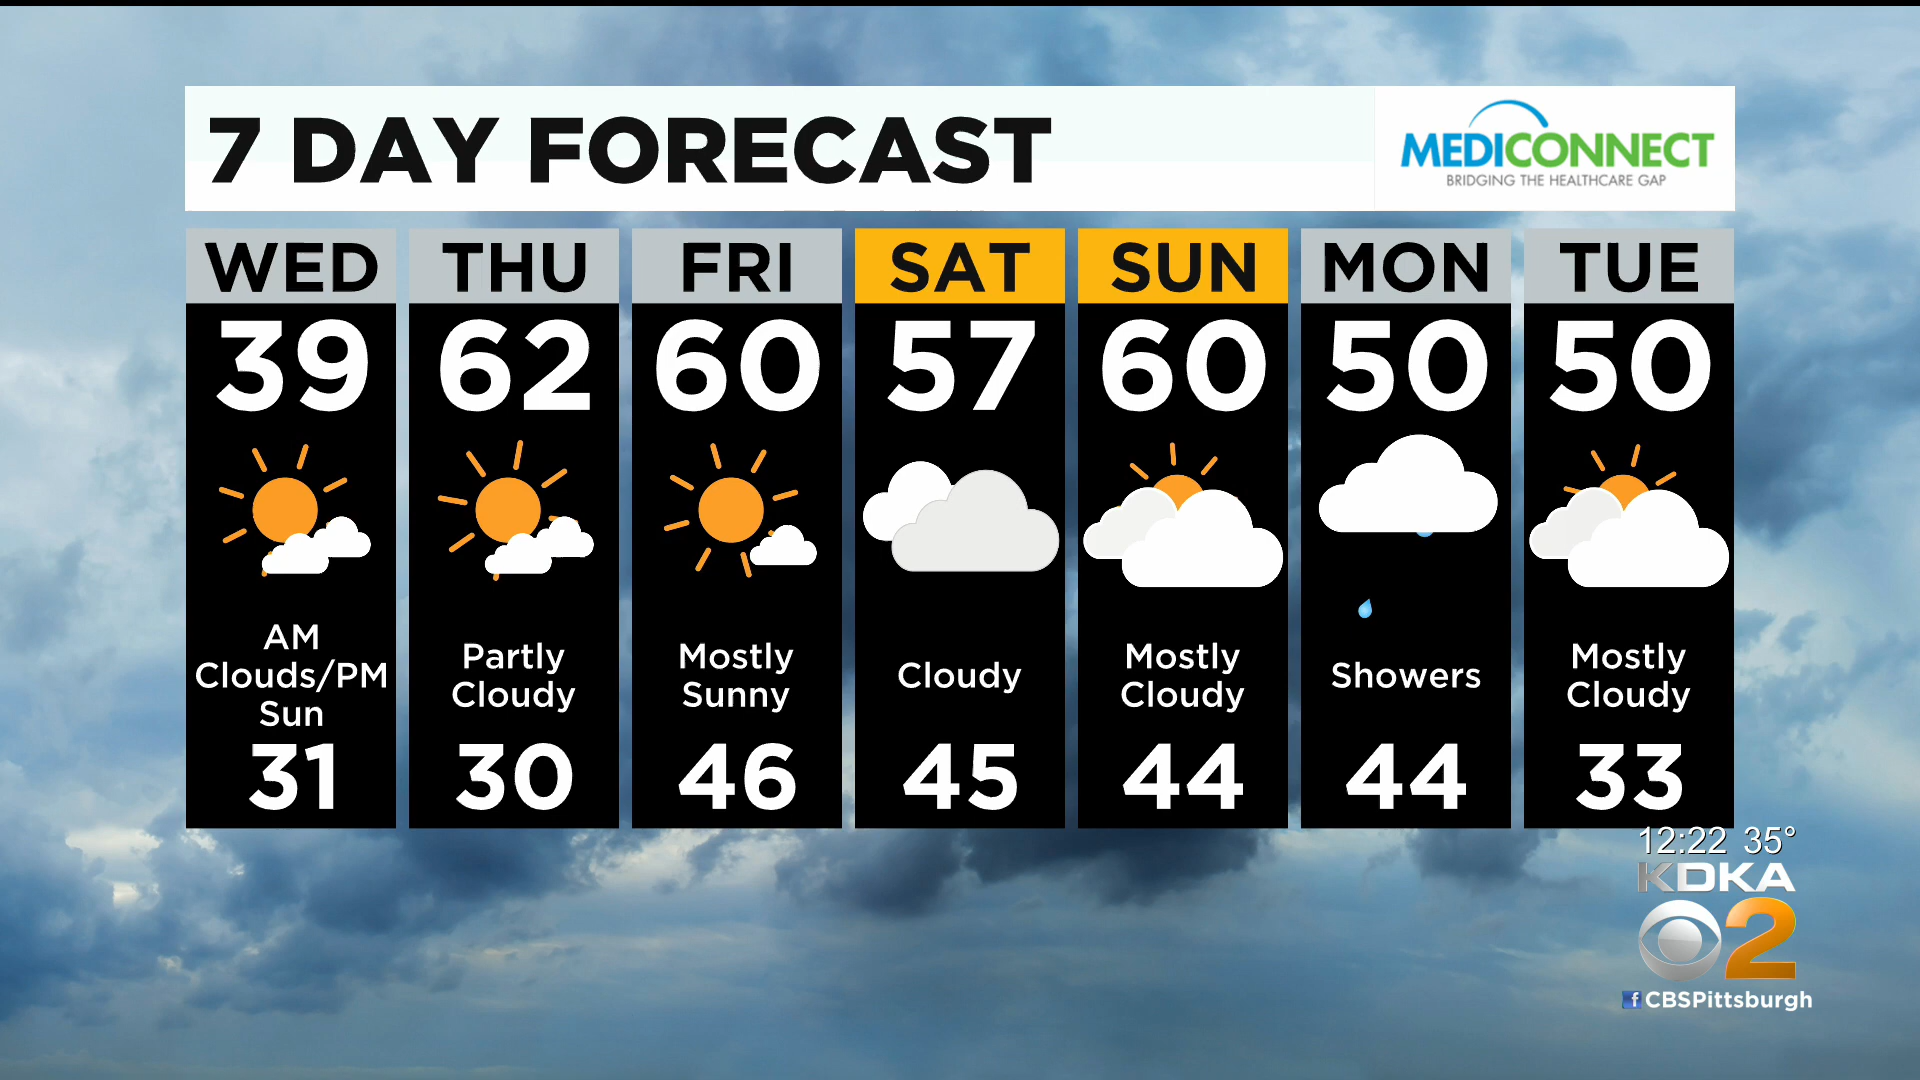 7 DAY FORECAST
MEDICONNECT
BRIDGING THE HEALTHCARE GAP
WED
39
AM
Clouds/PM
Sun
31
THU
62
Partly
Cloudy
30
FRI
60
Mostly
Sunny
46
SAT
57
Cloudy
45
SUN
60
Mostly
Cloudy
44
MON
50
Showers
44
TUE
50
Mostly
Cloudy
33
12:22 35°
KDKA
2
f CBSPittsburgh